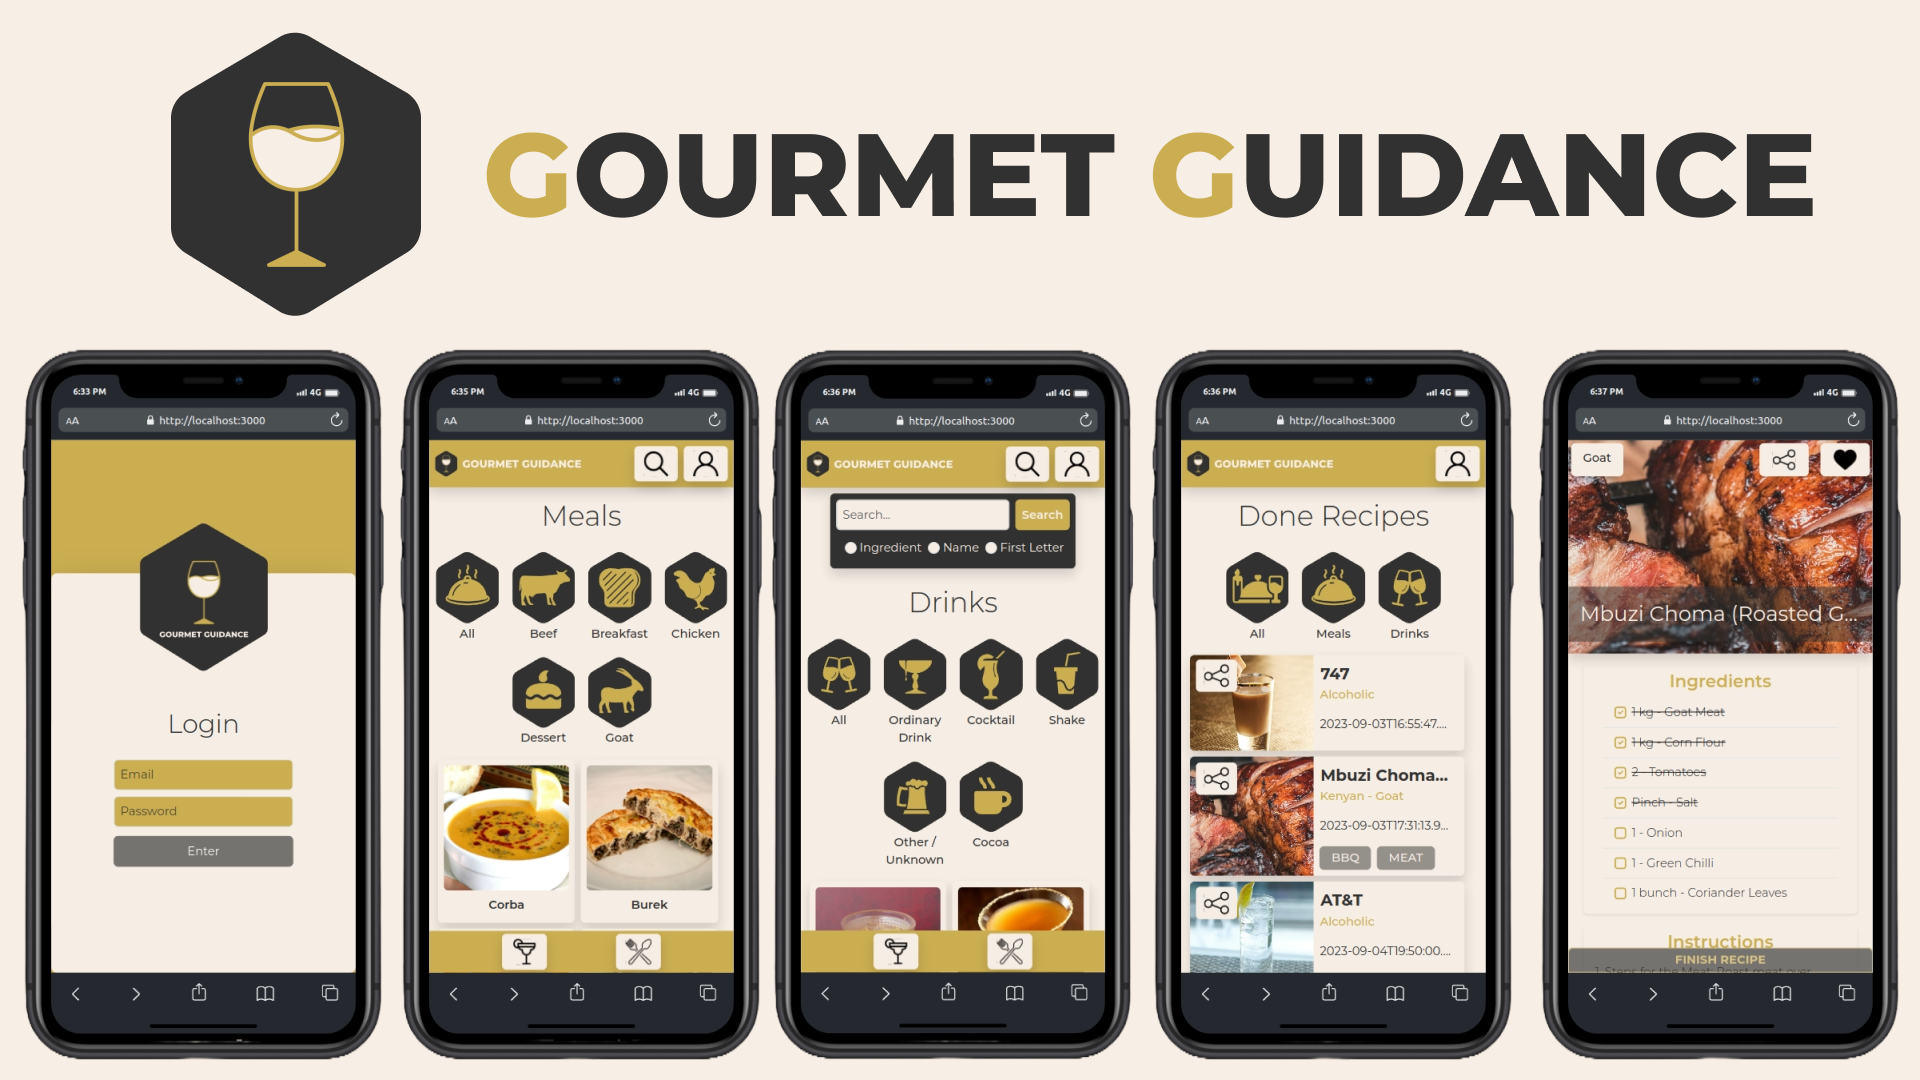 GOURMET GUIDANCE
6:33 PM
4G
AA
http://localhost:3000
GOURMET GUIDANCE
Login
Email
Password
Enter
6:35 PM
4G
AA
http://localhost:3000
GOURMET GUIDANCE
Meals
All Beef Breakfast Chicken
Dessert Goat
Corba Burek
6:36 PM
4G
AA
http://localhost:3000
GOURMET GUIDANCE
Search...
Search
Ingredient Name First Letter
Drinks
All Ordinary Drink Cocktail Shake
Other / Unknown Cocoa
6:36 PM
4G
AA
http://localhost:3000
GOURMET GUIDANCE
Done Recipes
All Meals Drinks
747
Alcoholic
2023-09-03T16:55:47....
Mbuzi Choma...
Kenyan - Goat
2023-09-03T17:31:13.9...
BBQ MEAT
AT&T
Alcoholic
2023-09-04T19:50:00....
6:37 PM
4G
AA
http://localhost:3000
Goat
Mbuzi Choma (Roasted G...
Ingredients
1 kg - Goat Meat
1 kg - Corn Flour
2 - Tomatoes
Pinch - Salt
1 - Onion
1 - Green Chilli
1 bunch - Coriander Leaves
Instructions
FINISH RECIPE
1. Steps for the Meat: Roast meat over